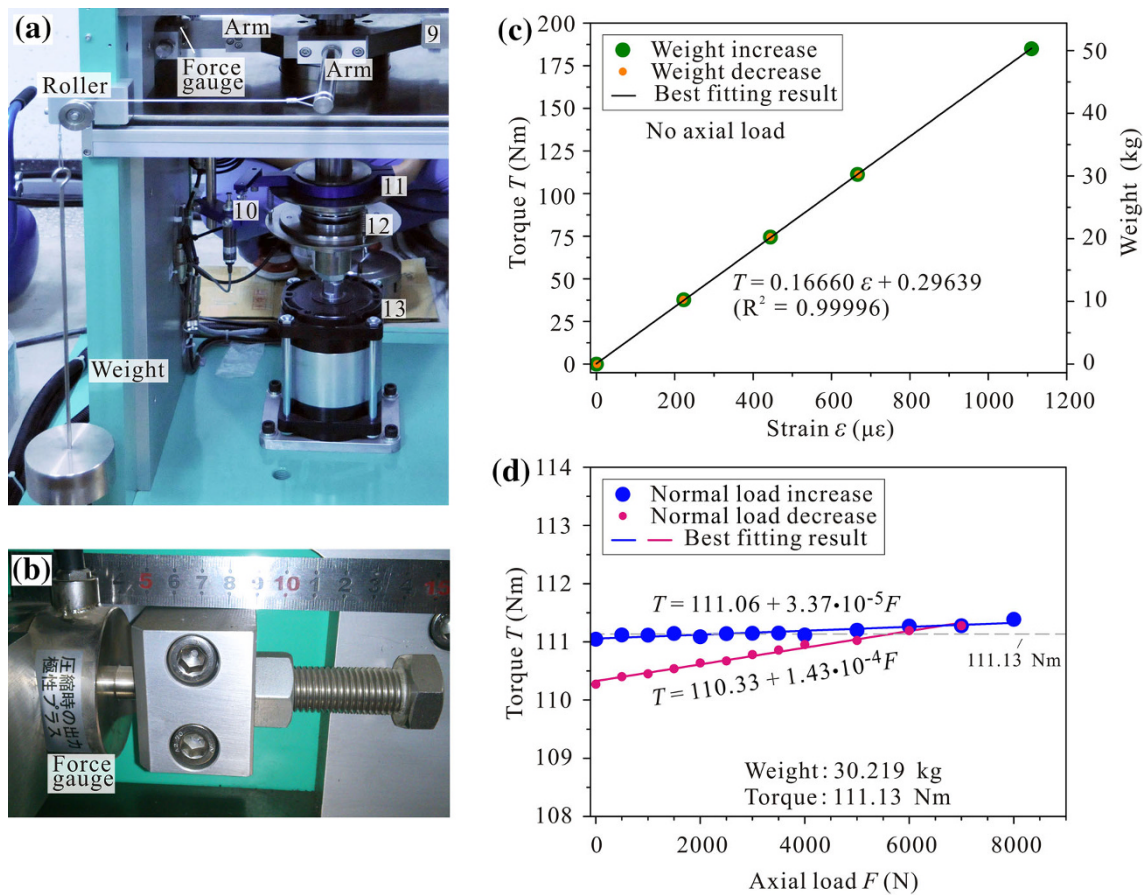 (a)
Arm
9
Force
gauge
Arm
Roller
11
10
12
13
Weight
(b)
4 5 6 7 8 9 10 1 2 3 4 15
圧縮時の出力
極性プラス
Force
gauge
(c)
200
175
150
125
100
75
50
25
0
Torque T (Nm)
Weight increase
Weight decrease
Best fitting result
No axial load
T = 0.16660 ε + 0.29639
(R² = 0.99996)
50
40
30
20
10
0
Weight (kg)
0 200 400 600 800 1000 1200
Strain ε (με)
(d)
114
113
112
111
110
109
108
Torque T (Nm)
Normal load increase
Normal load decrease
Best fitting result
T = 111.06 + 3.37•10⁻⁵F
111.13 Nm
T = 110.33 + 1.43•10⁻⁴F
Weight: 30.219 kg
Torque: 111.13 Nm
0 2000 4000 6000 8000
Axial load F (N)